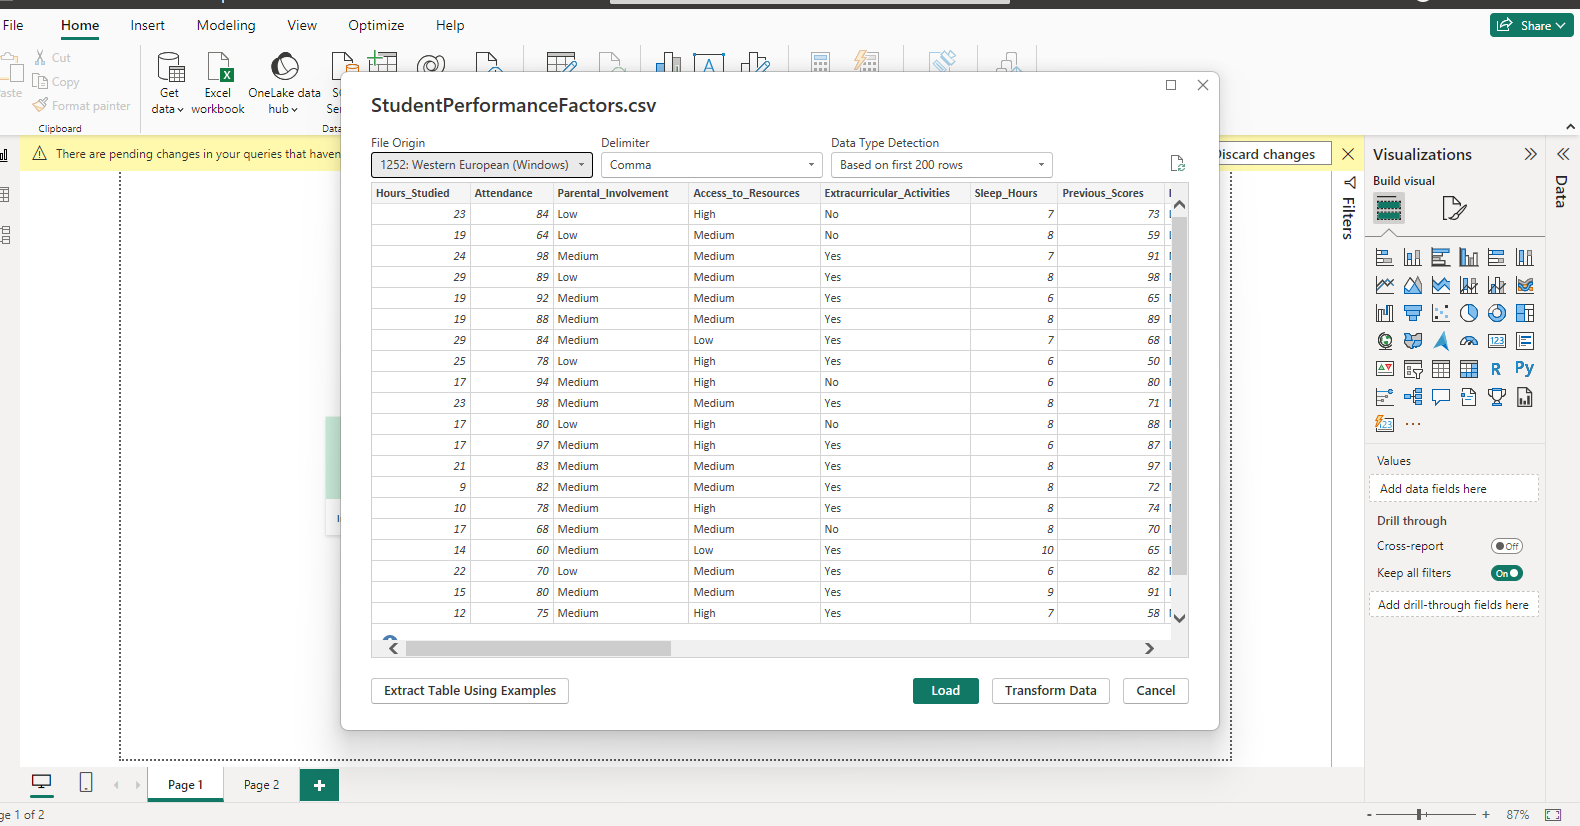 File Home Insert Modeling View Optimize Help
Share
Cut
Copy
Format painter
Clipboard
Get data
Excel workbook
OneLake data hub
There are pending changes in your queries that haven
Discard changes
StudentPerformanceFactors.csv
File Origin Delimiter Data Type Detection
1252: Western European (Windows) Comma Based on first 200 rows
Hours_Studied Attendance Parental_Involvement Access_to_Resources Extracurricular_Activities Sleep_Hours Previous_Scores
23 84 Low High No 7 73
19 64 Low Medium No 8 59
24 98 Medium Medium Yes 7 91
29 89 Low Medium Yes 8 98
19 92 Medium Medium Yes 6 65
19 88 Medium Medium Yes 8 89
29 84 Medium Low Yes 7 68
25 78 Low High Yes 6 50
17 94 Medium High No 6 80
23 98 Medium Medium Yes 8 71
17 80 Low High No 8 88
17 97 Medium High Yes 6 87
21 83 Medium Medium Yes 8 97
9 82 Medium Medium Yes 8 72
10 78 Medium High Yes 8 74
17 68 Medium Medium No 8 70
14 60 Medium Low Yes 10 65
22 70 Low Medium Yes 6 82
15 80 Medium Medium Yes 9 91
12 75 Medium High Yes 7 58
Extract Table Using Examples Load Transform Data Cancel
Filters
Visualizations
Build visual
123
R Py
123
Values
Add data fields here
Drill through
Cross-report Off
Keep all filters On
Add drill-through fields here
Data
Page 1 Page 2 +
1 of 2
- + 87%